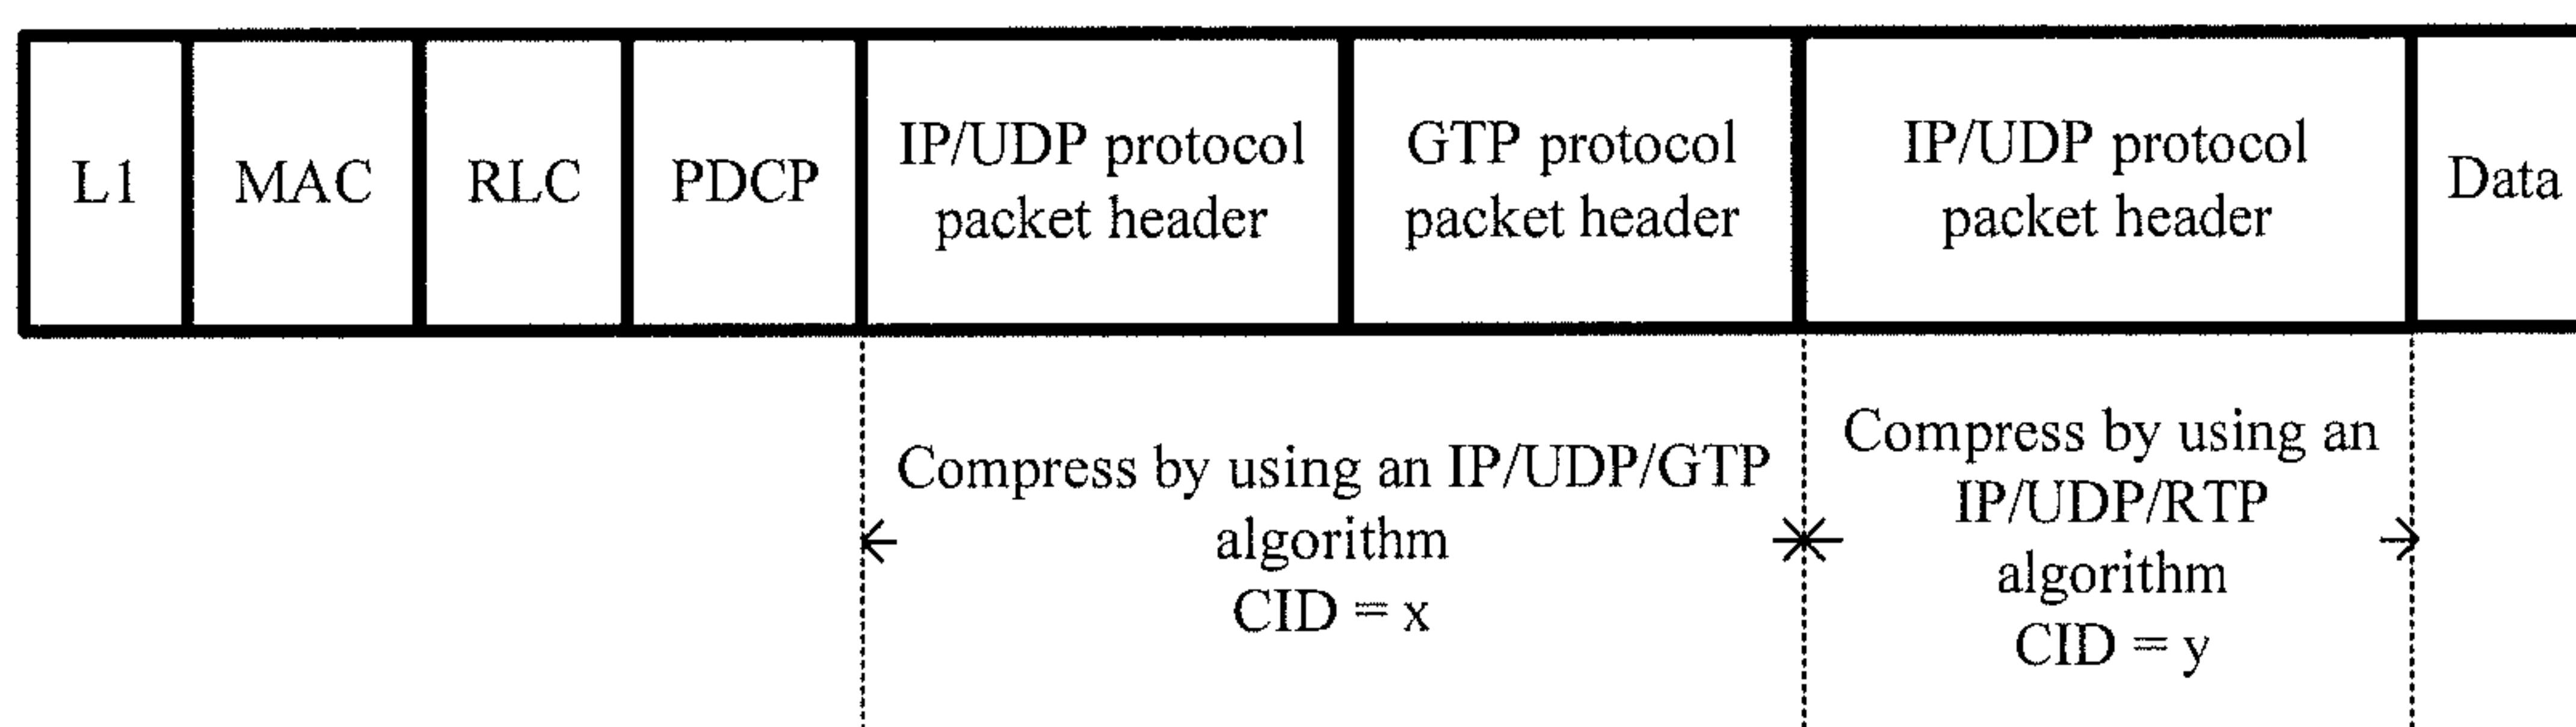 L1
MAC
RLC
PDCP
IP/UDP protocol
packet header
GTP protocol
packet header
IP/UDP protocol
packet header
Data
Compress by using an IP/UDP/GTP
algorithm
CID = x
Compress by using an
IP/UDP/RTP
algorithm
CID = y